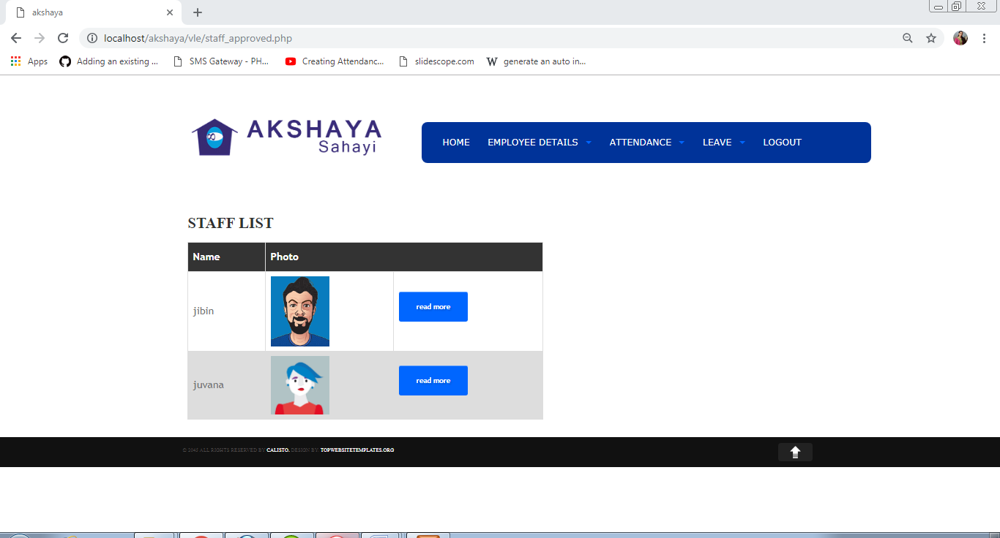 akshaya
localhost/akshaya/vle/staff_approved.php
Apps Adding an existing ... SMS Gateway - PH... Creating Attendanc... slidescope.com generate an auto in...
AKSHAYA
Sahayi
HOME EMPLOYEE DETAILS ATTENDANCE LEAVE LOGOUT
STAFF LIST
Name Photo
jibin read more
juvana read more
© 2045 ALL RIGHTS RESERVED BY CALISTO. DESIGN BY: TOPWEBSITETEMPLATES.ORG